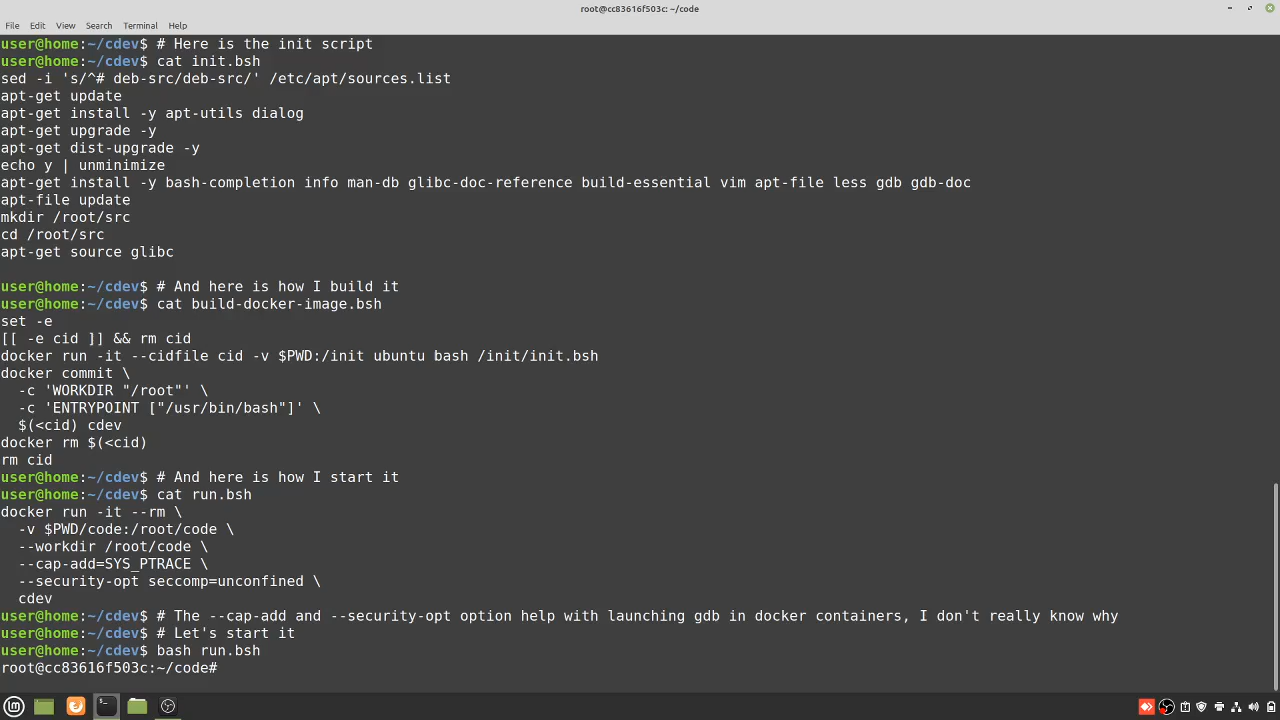 root@cc83616f503c: ~/code
File Edit View Search Terminal Help
user@home:~/cdev$ # Here is the init script
user@home:~/cdev$ cat init.bsh
sed -i 's/^# deb-src/deb-src/' /etc/apt/sources.list
apt-get update
apt-get install -y apt-utils dialog
apt-get upgrade -y
apt-get dist-upgrade -y
echo y | unminimize
apt-get install -y bash-completion info man-db glibc-doc-reference build-essential vim apt-file less gdb gdb-doc
apt-file update
mkdir /root/src
cd /root/src
apt-get source glibc
user@home:~/cdev$ # And here is how I build it
user@home:~/cdev$ cat build-docker-image.bsh
set -e
[[ -e cid ]] && rm cid
docker run -it --cidfile cid -v $PWD:/init ubuntu bash /init/init.bsh
docker commit \
  -c 'WORKDIR "/root"' \
  -c 'ENTRYPOINT ["/usr/bin/bash"]' \
  $(<cid) cdev
docker rm $(<cid)
rm cid
user@home:~/cdev$ # And here is how I start it
user@home:~/cdev$ cat run.bsh
docker run -it --rm \
  -v $PWD/code:/root/code \
  --workdir /root/code \
  --cap-add=SYS_PTRACE \
  --security-opt seccomp=unconfined \
  cdev
user@home:~/cdev$ # The --cap-add and --security-opt option help with launching gdb in docker containers, I don't really know why
user@home:~/cdev$ # Let's start it
user@home:~/cdev$ bash run.bsh
root@cc83616f503c:~/code#